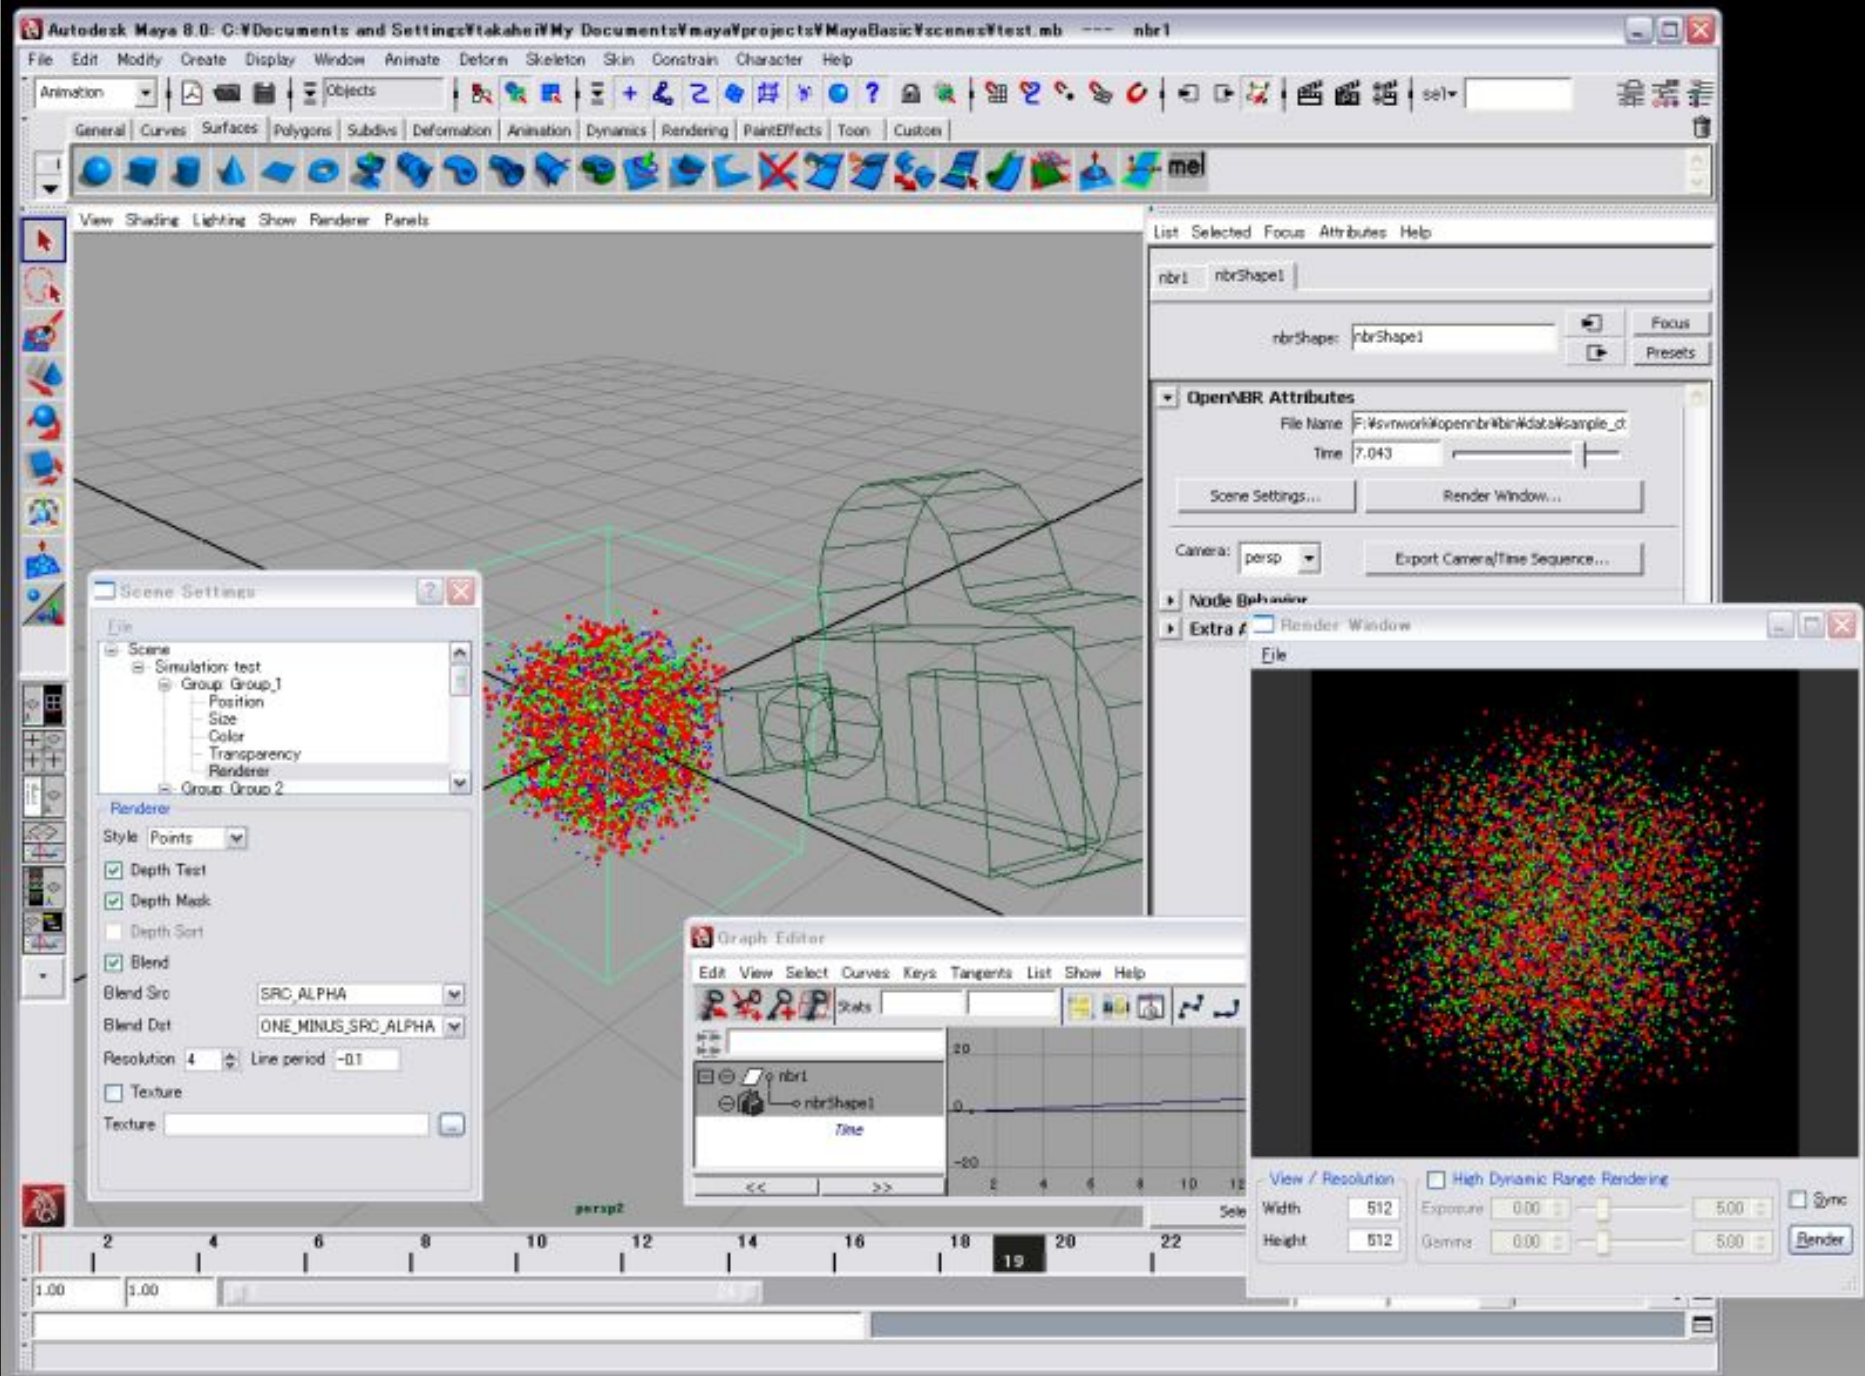 Autodesk Maya 8.0: C:¥Documents and Settings¥takahei¥My Documents¥maya¥projects¥MayaBasic¥scenes¥test.mb --- nbr1
File Edit Modify Create Display Window Animate Deform Skeleton Skin Constrain Character Help
Animation Objects sel
General Curves Surfaces Polygons Subdivs Deformation Animation Dynamics Rendering PaintEffects Toon Custom
mel
View Shading Lighting Show Renderer Panels
List Selected Focus Attributes Help
nbr1 nbrShape1
nbrShape: nbrShape1
Focus
Presets
OpenNBR Attributes
File Name F:¥svnwork¥opennbr¥bin¥data¥sample_
Time 7.043
Scene Settings... Render Window...
Camera: persp Export Camera/Time Sequence...
Node Behavior
Extra
Scene Settings
File
Scene
Simulation: test
Group: Group_1
Position
Size
Color
Transparency
Renderer
Group: Group 2
Renderer
Style Points
Depth Test
Depth Mask
Depth Sort
Blend
Blend Src SRC_ALPHA
Blend Dst ONE_MINUS_SRC_ALPHA
Resolution 4 Line period -0.1
Texture
Texture ...
persp2
Graph Editor
Edit View Select Curves Keys Tangents List Show Help
Stats
nbr1
nbrShape1
Time
<< >>
20
0
-20
2 4 6 8 10 12
Sele
Render Window
File
View / Resolution
Width 512
Height 512
High Dynamic Range Rendering
Exposure 0.00 5.00
Gamma 0.00 5.00
Sync
Render
2 4 6 8 10 12 14 16 18 19 20 22
1.00 1.00